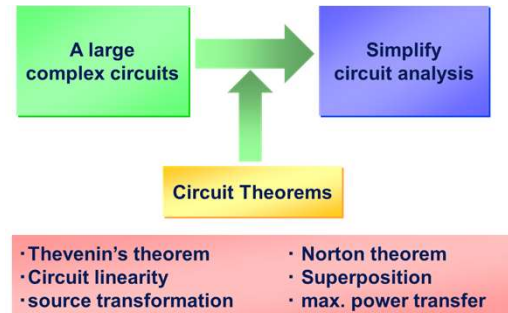 A large
complex circuits
Simplify
circuit analysis
Circuit Theorems
·Thevenin's theorem
·Circuit linearity
·source transformation
·Norton theorem
·Superposition
·max. power transfer